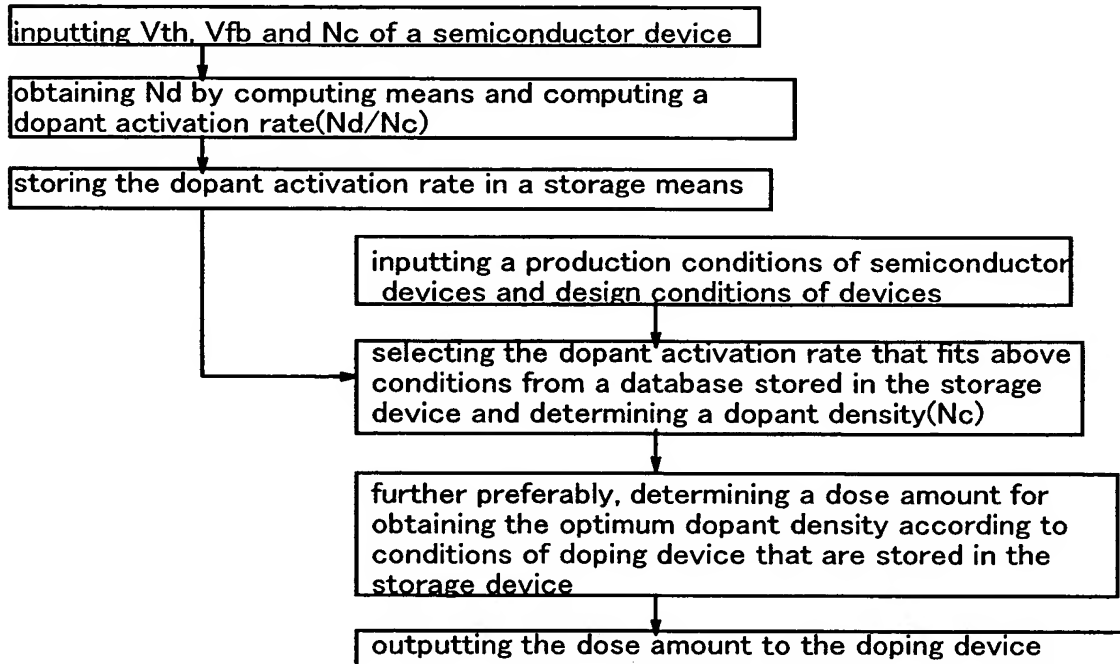 inputting Vth, Vfb and Nc of a semiconductor device
obtaining Nd by computing means and computing a
dopant activation rate(Nd/Nc)
storing the dopant activation rate in a storage means
inputting a production conditions of semiconductor
devices and design conditions of devices
selecting the dopant activation rate that fits above
conditions from a database stored in the storage
device and determining a dopant density(Nc)
further preferably, determining a dose amount for
obtaining the optimum dopant density according to
conditions of doping device that are stored in the
storage device
outputting the dose amount to the doping device